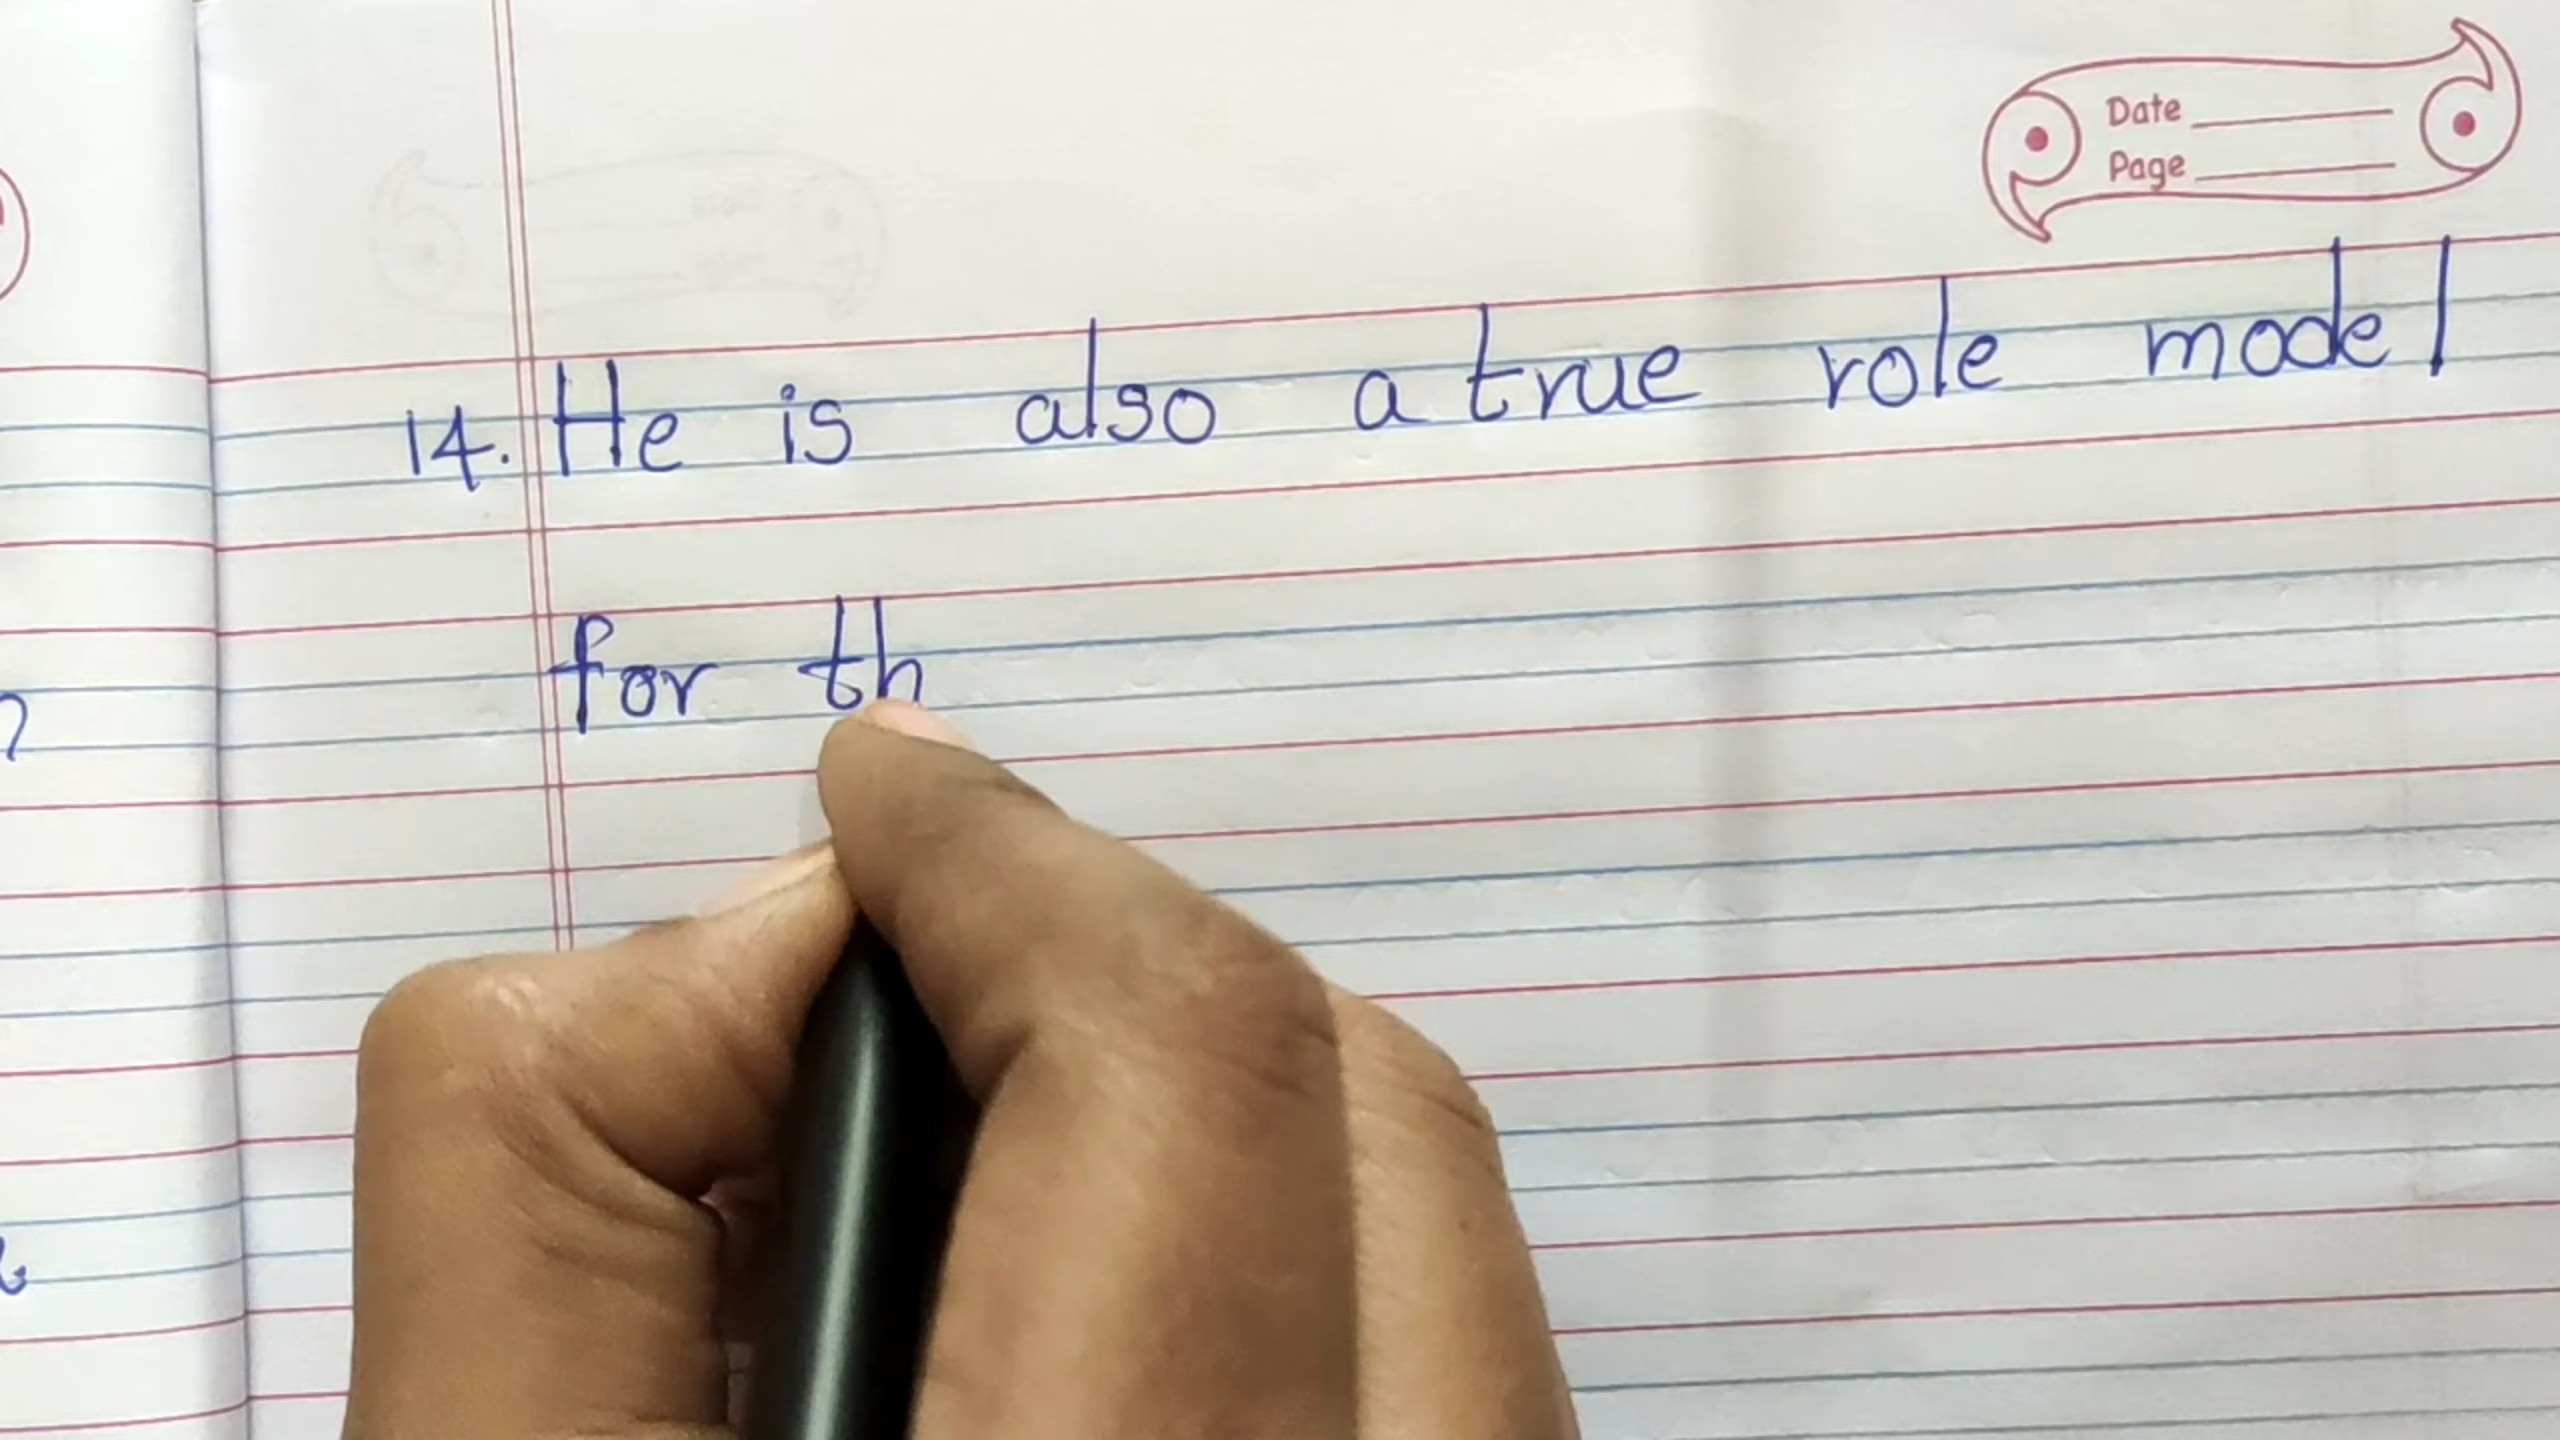 Date
Page
14. He is also a true role model
for th